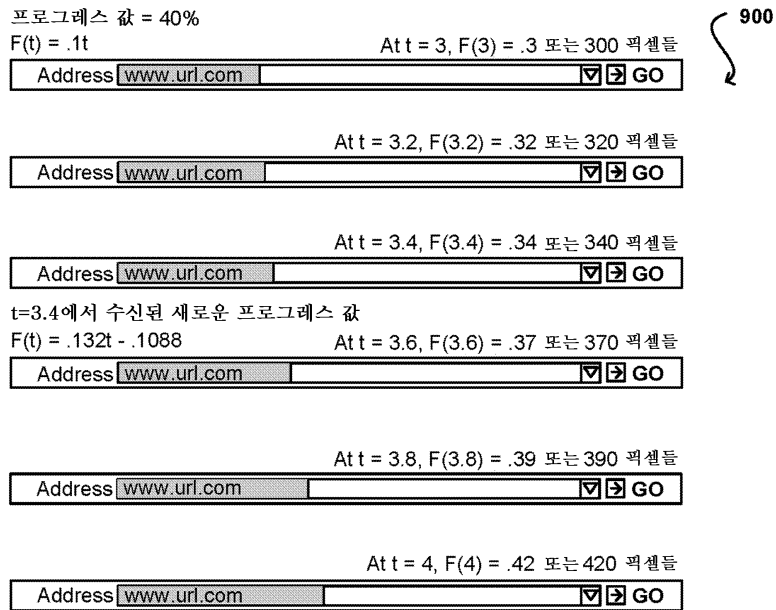 프로그레스 값 = 40%
900
F(t) = .1t
At t = 3, F(3) = .3 또는 300 픽셀들
Address www.url.com GO
At t = 3.2, F(3.2) = .32 또는 320 픽셀들
Address www.url.com GO
At t = 3.4, F(3.4) = .34 또는 340 픽셀들
Address www.url.com GO
t=3.4에서 수신된 새로운 프로그레스 값
F(t) = .132t - .1088
At t = 3.6, F(3.6) = .37 또는 370 픽셀들
Address www.url.com GO
At t = 3.8, F(3.8) = .39 또는 390 픽셀들
Address www.url.com GO
At t = 4, F(4) = .42 또는 420 픽셀들
Address www.url.com GO